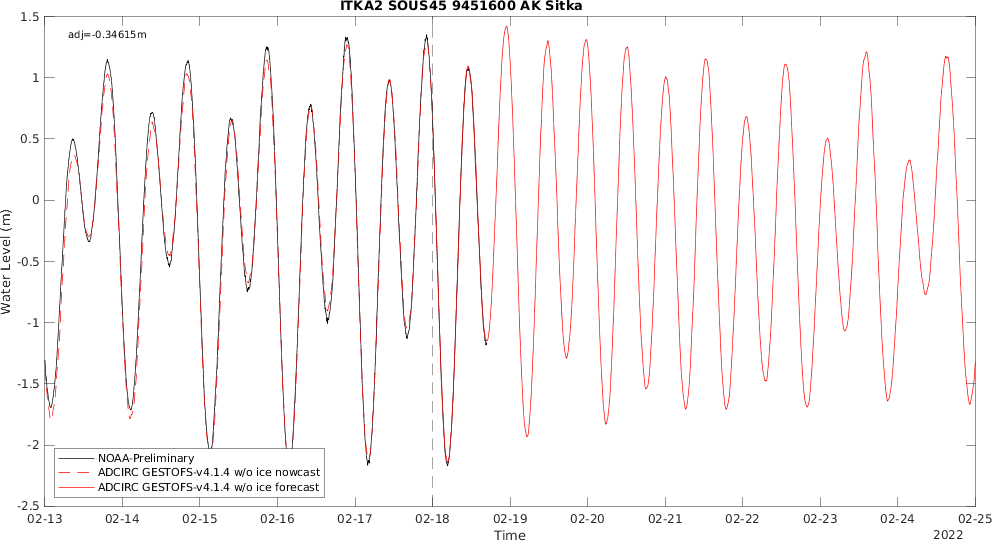 ITKA2 SOUS45 9451600 AK Sitka
adj=-0.34615m
1.5
1
0.5
0
-0.5
-1
-1.5
-2
-2.5
Water Level (m)
NOAA-Preliminary
ADCIRC GESTOFS-v4.1.4 w/o ice nowcast
ADCIRC GESTOFS-v4.1.4 w/o ice forecast
02-13 02-14 02-15 02-16 02-17 02-18 02-19 02-20 02-21 02-22 02-23 02-24 02-25
Time
2022